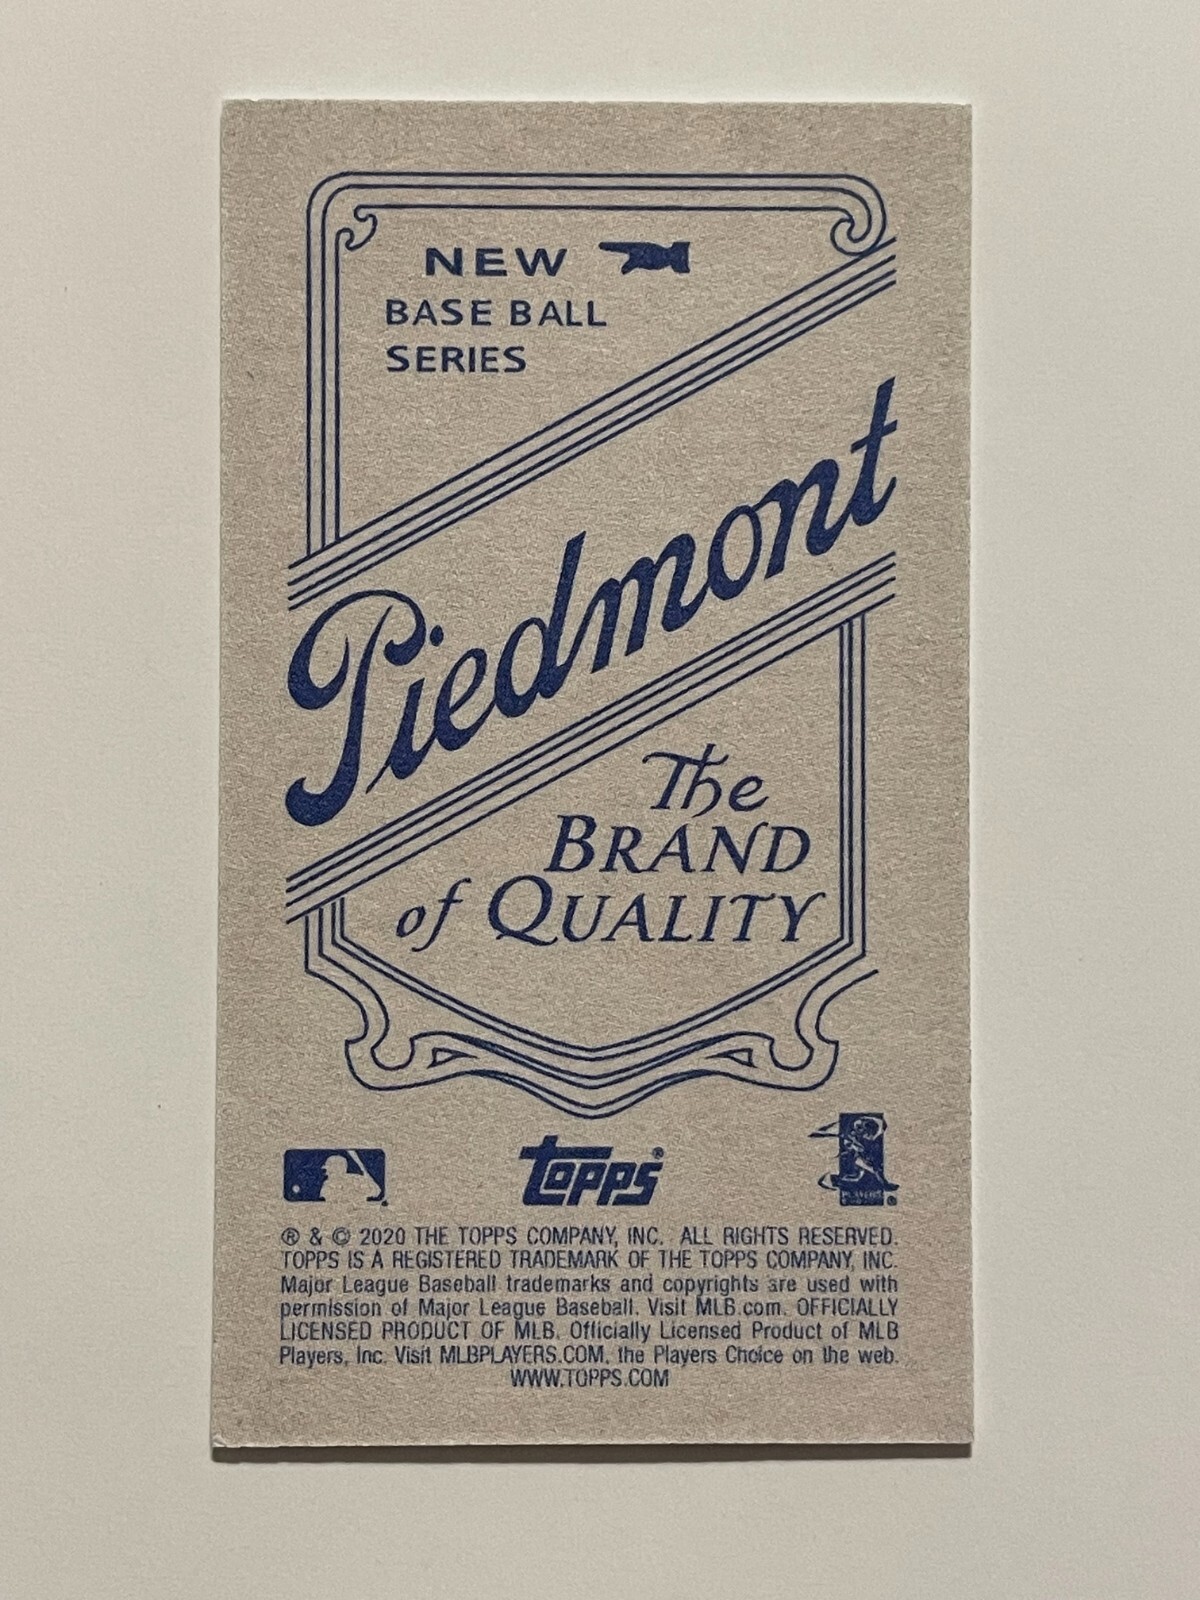 NEW
BASE BALL
SERIES
Piedmont
The
BRAND
of QUALITY
topps®
PLAYERS
® & © 2020 THE TOPPS COMPANY, INC. ALL RIGHTS RESERVED.
TOPPS IS A REGISTERED TRADEMARK OF THE TOPPS COMPANY, INC.
Major League Baseball trademarks and copyrights are used with
permission of Major League Baseball. Visit MLB.com. OFFICIALLY
LICENSED PRODUCT OF MLB. Officially Licensed Product of MLB
Players, Inc. Visit MLBPLAYERS.COM, the Players Choice on the web.
WWW.TOPPS.COM